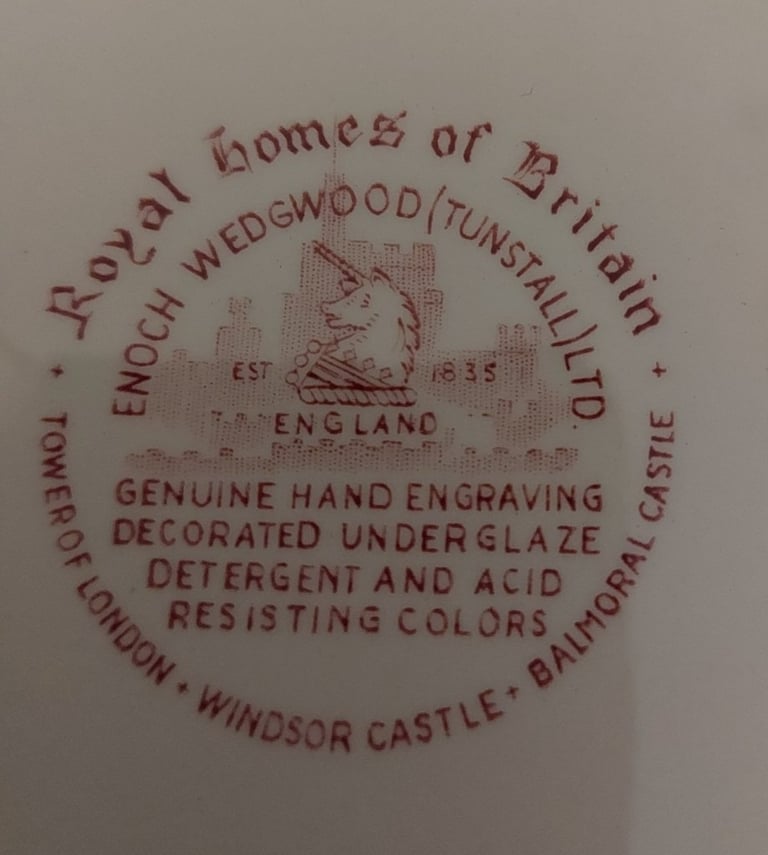 Royal Homes of Britain
ENOCH WEDGWOOD (TUNSTALL) LTD.
EST 1835
ENGLAND
GENUINE HAND ENGRAVING
DECORATED UNDERGLAZE
DETERGENT AND ACID
RESISTING COLORS
TOWER OF LONDON + WINDSOR CASTLE + BALMORAL CASTLE